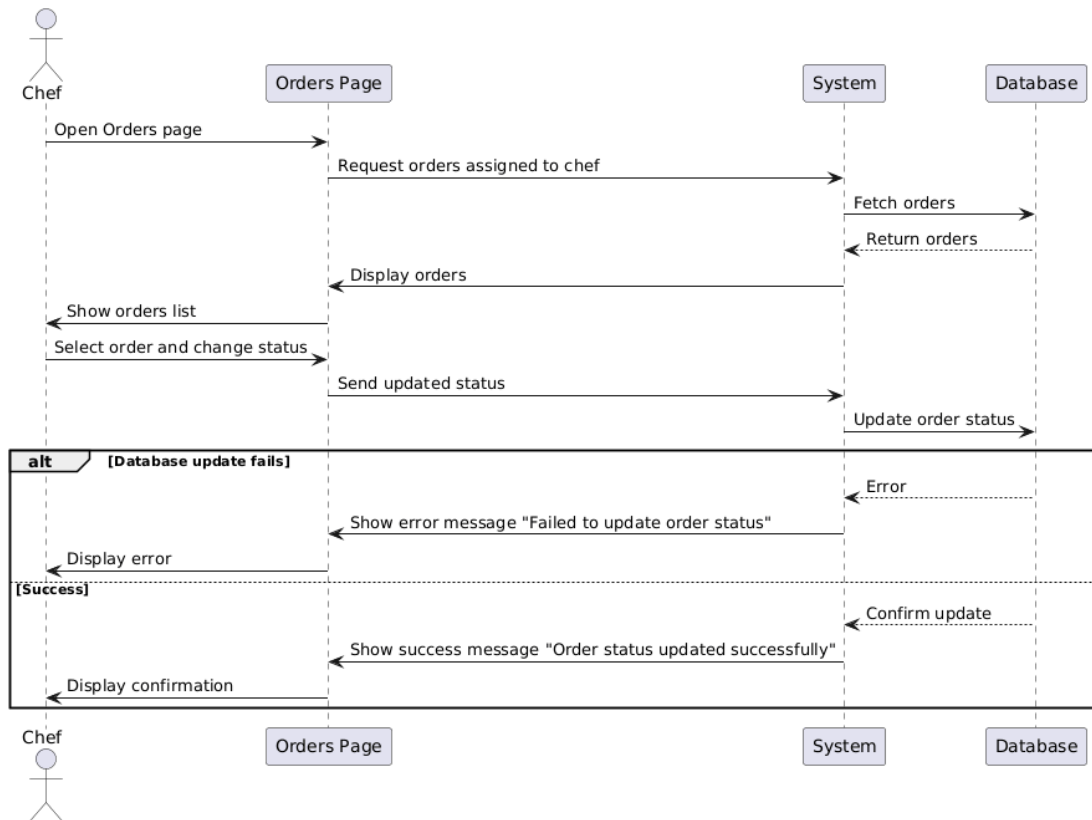 Chef
Orders Page
System
Database
Open Orders page
Request orders assigned to chef
Fetch orders
Return orders
Display orders
Show orders list
Select order and change status
Send updated status
Update order status
alt
[Database update fails]
Error
Show error message "Failed to update order status"
Display error
[Success]
Confirm update
Show success message "Order status updated successfully"
Display confirmation
Chef
Orders Page
System
Database